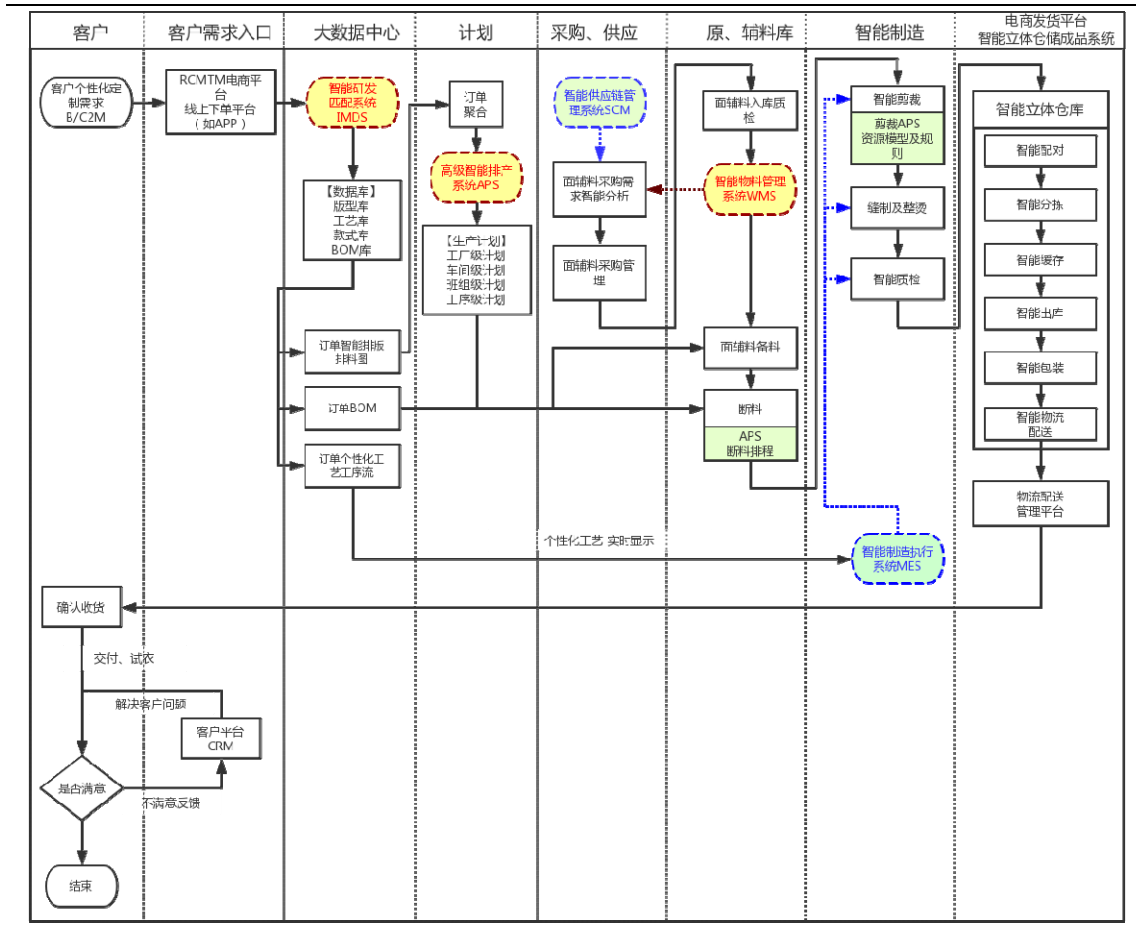 客户
客户需求入口
大数据中心
计划
采购、供应
原、辅料库
智能制造
电商发货平台
智能立体仓储成品系统
客户个性化定
制需求
B/C2M
RCMTM电商平
台
线上下单平台
（如APP）
智能研发
匹配系统
IMDS
【数据库】
版型库
工艺库
款式库
BOM库
订单智能排版
排料图
订单BOM
订单个性化工
艺工序流
订单
聚合
高级智能排产
系统APS
【生产计划】
工厂级计划
车间级计划
班组级计划
工序级计划
智能供应链管
理系统SCM
面辅料采购需
求智能分析
面辅料采购管
理
面辅料入库质
检
智能物料管理
系统WMS
面辅料备料
断料
APS
断料排程
智能剪裁
剪裁APS
资源模型及规
则
缝制及整烫
智能质检
个性化工艺 实时显示
智能制造执行
系统MES
智能立体仓库
智能配对
智能分拣
智能缓存
智能出库
智能包装
智能物流
配送
物流配送
管理平台
确认收货
交付、试衣
解决客户问题
客户平台
CRM
是否满意
不满意反馈
结束